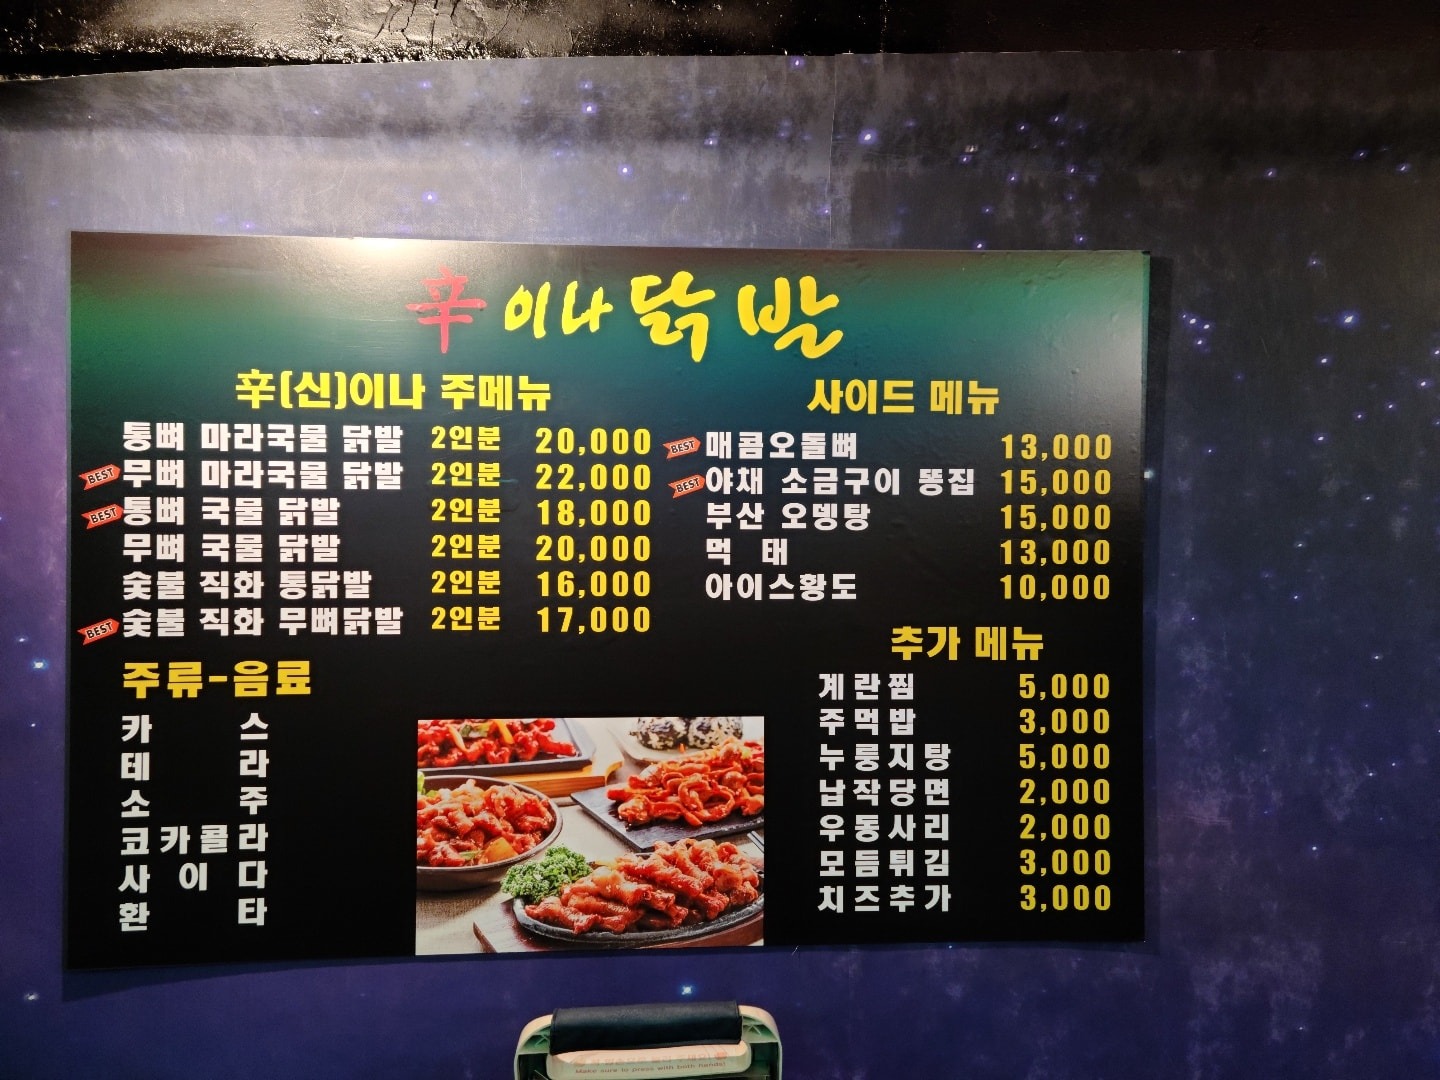 辛이나닭발
辛(신)이나 주메뉴
통뼈 마라국물 닭발 2인분 20,000
BEST 무뼈 마라국물 닭발 2인분 22,000
BEST 통뼈 국물 닭발 2인분 18,000
무뼈 국물 닭발 2인분 20,000
숯불 직화 통닭발 2인분 16,000
BEST 숯불 직화 무뼈닭발 2인분 17,000
주류-음료
카스
테라
소주
코카콜라
사이다
환타
사이드 메뉴
BEST 매콤오돌뼈 13,000
BEST 야채 소금구이 똥집 15,000
부산 오뎅탕 15,000
먹태 13,000
아이스황도 10,000
추가 메뉴
계란찜 5,000
주먹밥 3,000
누룽지탕 5,000
납작당면 2,000
우동사리 2,000
모듬튀김 3,000
치즈추가 3,000
Make sure to press with both hands!